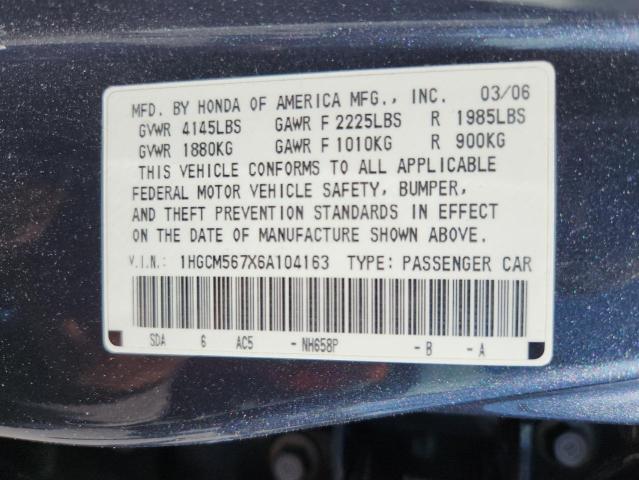 MFD. BY HONDA OF AMERICA MFG., INC. 03/06
GVWR 4145LBS GAWR F 2225LBS R 1985LBS
GVWR 1880KG GAWR F 1010KG R 900KG
THIS VEHICLE CONFORMS TO ALL APPLICABLE
FEDERAL MOTOR VEHICLE SAFETY, BUMPER,
AND THEFT PREVENTION STANDARDS IN EFFECT
ON THE DATE OF MANUFACTURE SHOWN ABOVE.
V.I.N.: 1HGCM567X6A104163 TYPE: PASSENGER CAR
SDA 6 AC5 -NH658P -B -A